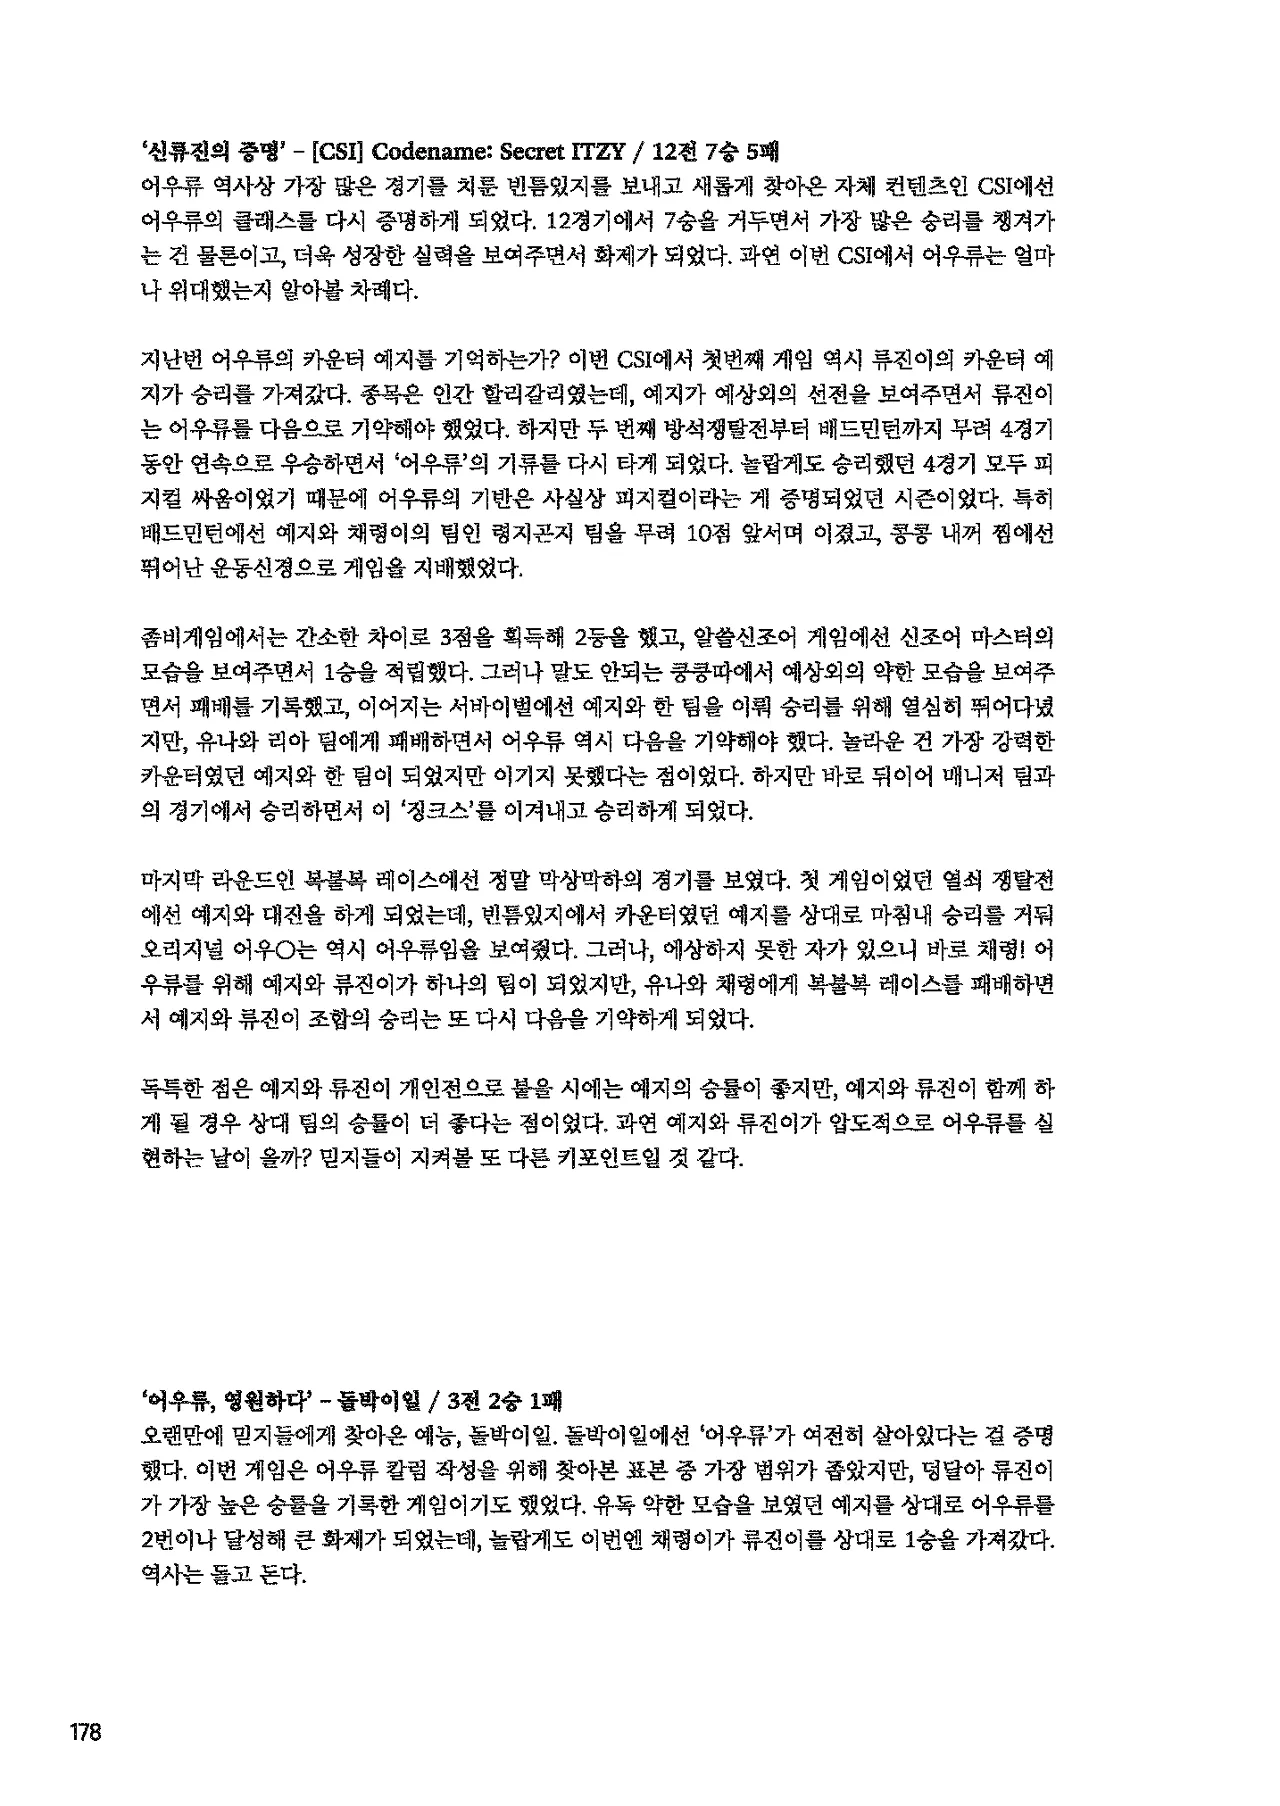 ‘신류진의 증명’ – [CSI] Codename: Secret ITZY / 12전 7승 5패
어우류 역사상 가장 많은 경기를 치룬 빈틈있지를 보내고 새롭게 찾아온 자체 컨텐츠인 CSI에선
어우류의 클래스를 다시 증명하게 되었다. 12경기에서 7승을 거두면서 가장 많은 승리를 챙겨가
는 건 물론이고, 더욱 성장한 실력을 보여주면서 화제가 되었다. 과연 이번 CSI에서 어우류는 얼마
나 위대했는지 알아볼 차례다.
지난번 어우류의 카운터 예지를 기억하는가? 이번 CSI에서 첫번째 게임 역시 류진이의 카운터 예
지가 승리를 가져갔다. 종목은 인간 할리갈리였는데, 예지가 예상외의 선전을 보여주면서 류진이
는 어우류를 다음으로 기약해야 했었다. 하지만 두 번째 방석쟁탈전부터 배드민턴까지 무려 4경기
동안 연속으로 우승하면서 ‘어우류’의 기류를 다시 타게 되었다. 놀랍게도 승리했던 4경기 모두 피
지컬 싸움이었기 때문에 어우류의 기반은 사실상 피지컬이라는 게 증명되었던 시즌이었다. 특히
배드민턴에선 예지와 채령이의 팀인 령지곤지 팀을 무려 10점 앞서며 이겼고, 콩콩 내꺼 찜에선
뛰어난 운동신경으로 게임을 지배했었다.
좀비게임에서는 간소한 차이로 3점을 획득해 2등을 했고, 알쓸신조어 게임에선 신조어 마스터의
모습을 보여주면서 1승을 적립했다. 그러나 말도 안되는 쿵쿵따에서 예상외의 약한 모습을 보여주
면서 패배를 기록했고, 이어지는 서바이벌에선 예지와 한 팀을 이뤄 승리를 위해 열심히 뛰어다녔
지만, 유나와 리아 팀에게 패배하면서 어우류 역시 다음을 기약해야 했다. 놀라운 건 가장 강력한
카운터였던 예지와 한 팀이 되었지만 이기지 못했다는 점이었다. 하지만 바로 뒤이어 매니저 팀과
의 경기에서 승리하면서 이 ‘징크스’를 이겨내고 승리하게 되었다.
마지막 라운드인 복불복 레이스에선 정말 막상막하의 경기를 보였다. 첫 게임이었던 열쇠 쟁탈전
에선 예지와 대진을 하게 되었는데, 빈틈있지에서 카운터였던 예지를 상대로 마침내 승리를 거둬
오리지널 어우○는 역시 어우류임을 보여줬다. 그러나, 예상하지 못한 자가 있으니 바로 채령! 어
우류를 위해 예지와 류진이가 하나의 팀이 되었지만, 유나와 채령에게 복불복 레이스를 패배하면
서 예지와 류진이 조합의 승리는 또 다시 다음을 기약하게 되었다.
독특한 점은 예지와 류진이 개인전으로 붙을 시에는 예지의 승률이 좋지만, 예지와 류진이 함께 하
게 될 경우 상대 팀의 승률이 더 좋다는 점이었다. 과연 예지와 류진이가 압도적으로 어우류를 실
현하는 날이 올까? 믿지들이 지켜볼 또 다른 키포인트일 것 같다.
‘어우류, 영원하다’ – 돌박이일 / 3전 2승 1패
오랜만에 믿지들에게 찾아온 예능, 돌박이일. 돌박이일에선 ‘어우류’가 여전히 살아있다는 걸 증명
했다. 이번 게임은 어우류 칼럼 작성을 위해 찾아본 표본 중 가장 범위가 좁았지만, 덩달아 류진이
가 가장 높은 승률을 기록한 게임이기도 했었다. 유독 약한 모습을 보였던 예지를 상대로 어우류를
2번이나 달성해 큰 화제가 되었는데, 놀랍게도 이번엔 채령이가 류진이를 상대로 1승을 가져갔다.
역사는 돌고 돈다.
178